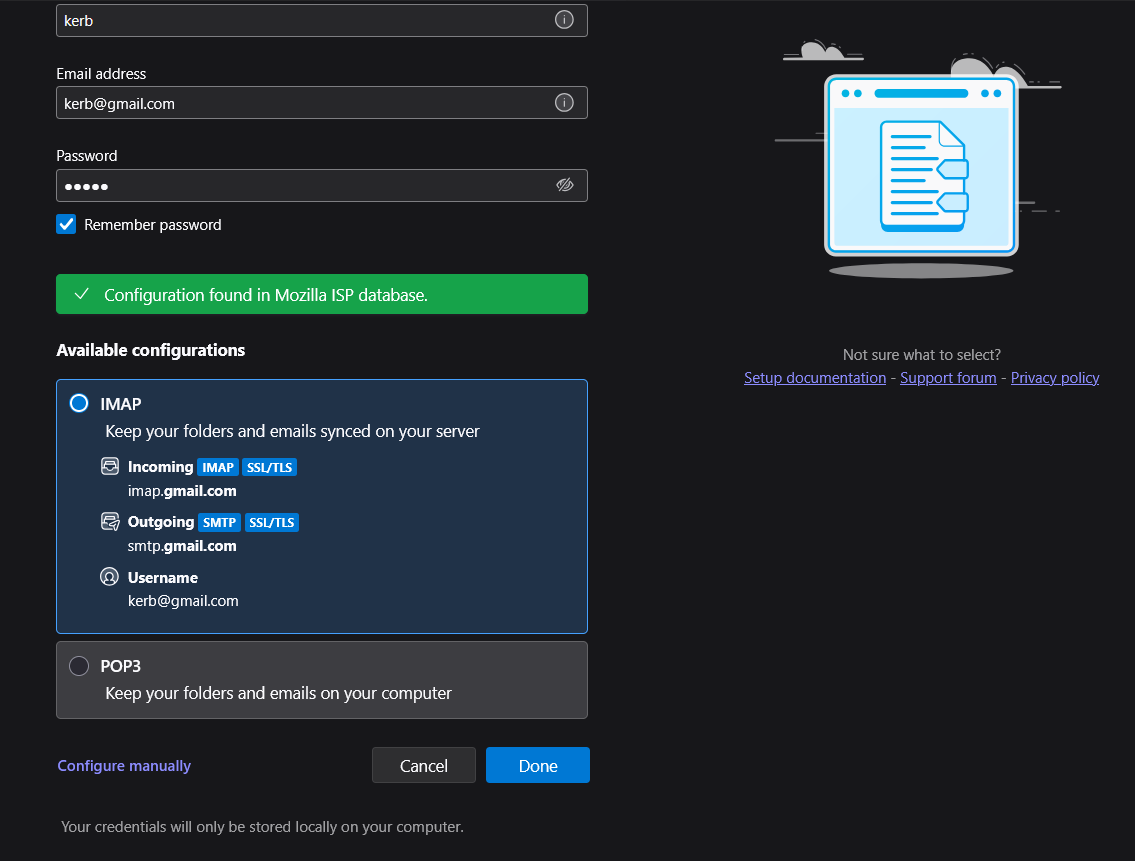 kerb
Email address
kerb@gmail.com
Password
●●●●●
Remember password
Configuration found in Mozilla ISP database.
Available configurations
IMAP
Keep your folders and emails synced on your server
Incoming IMAP SSL/TLS
imap.gmail.com
Outgoing SMTP SSL/TLS
smtp.gmail.com
Username
kerb@gmail.com
POP3
Keep your folders and emails on your computer
Configure manually
Cancel
Done
Your credentials will only be stored locally on your computer.
Not sure what to select?
Setup documentation - Support forum - Privacy policy